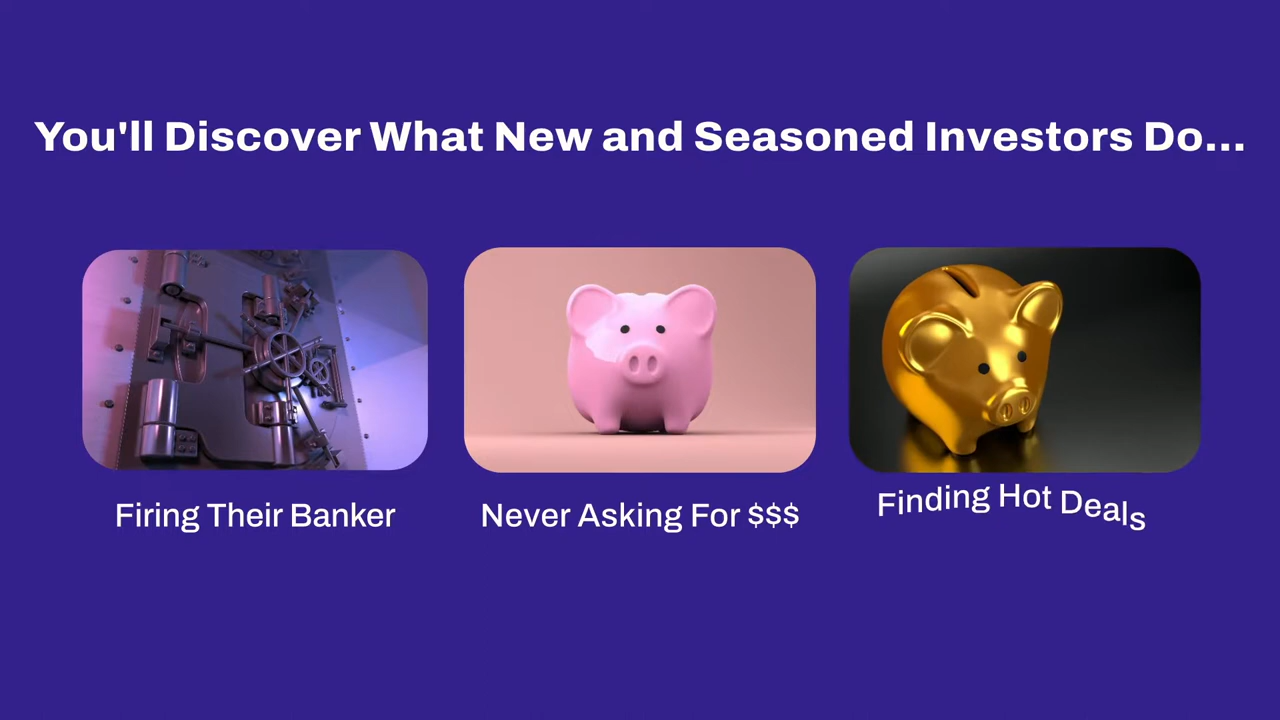 You'll Discover What New and Seasoned Investors Do...
Firing Their Banker
Never Asking For $$$
Finding Hot Deals